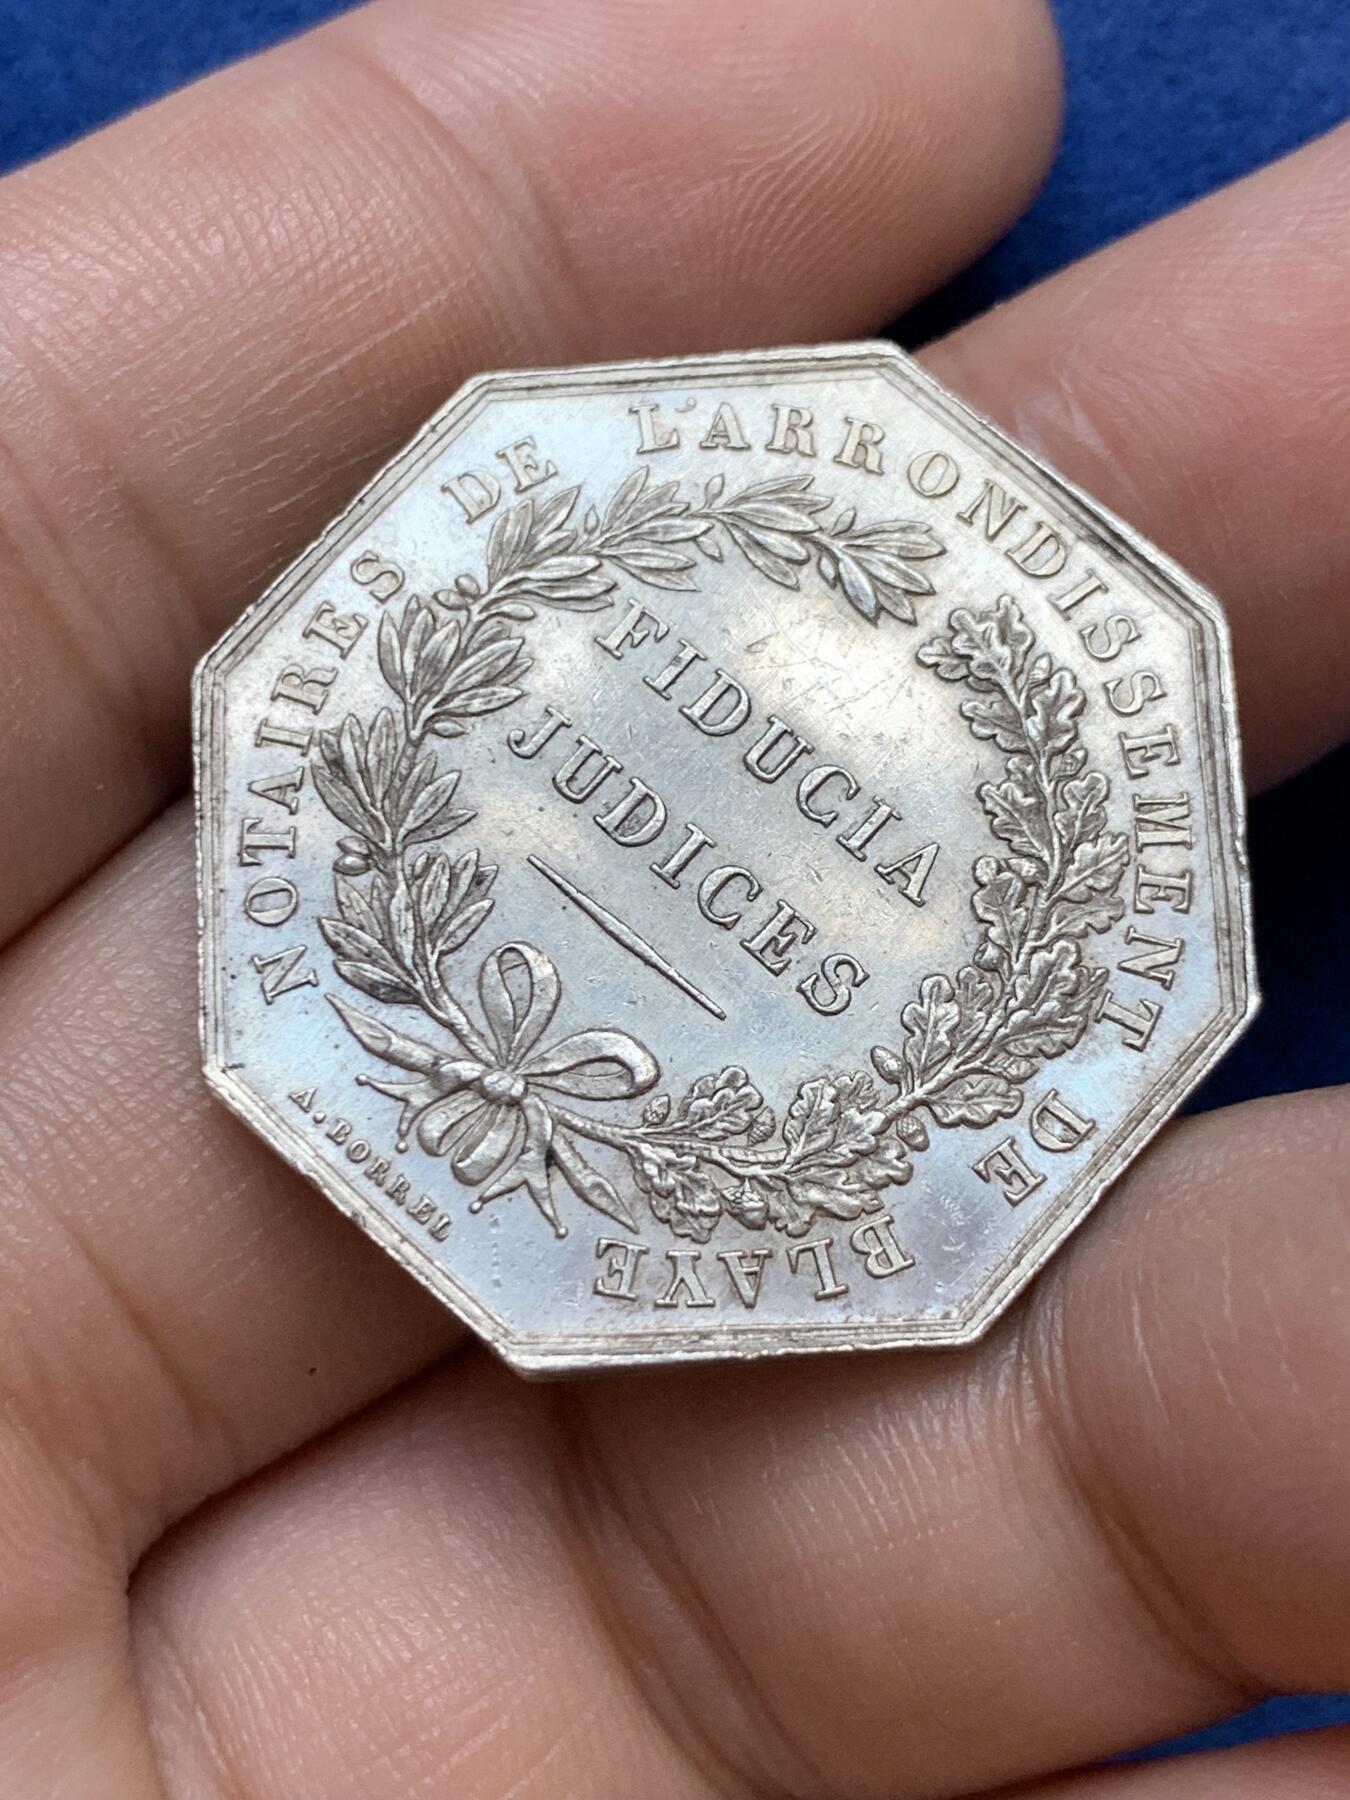 NOTAIRES DE L'ARRONDISSEMENT DE BLAYE
FIDUCIA
JUDICES
A. BORREL